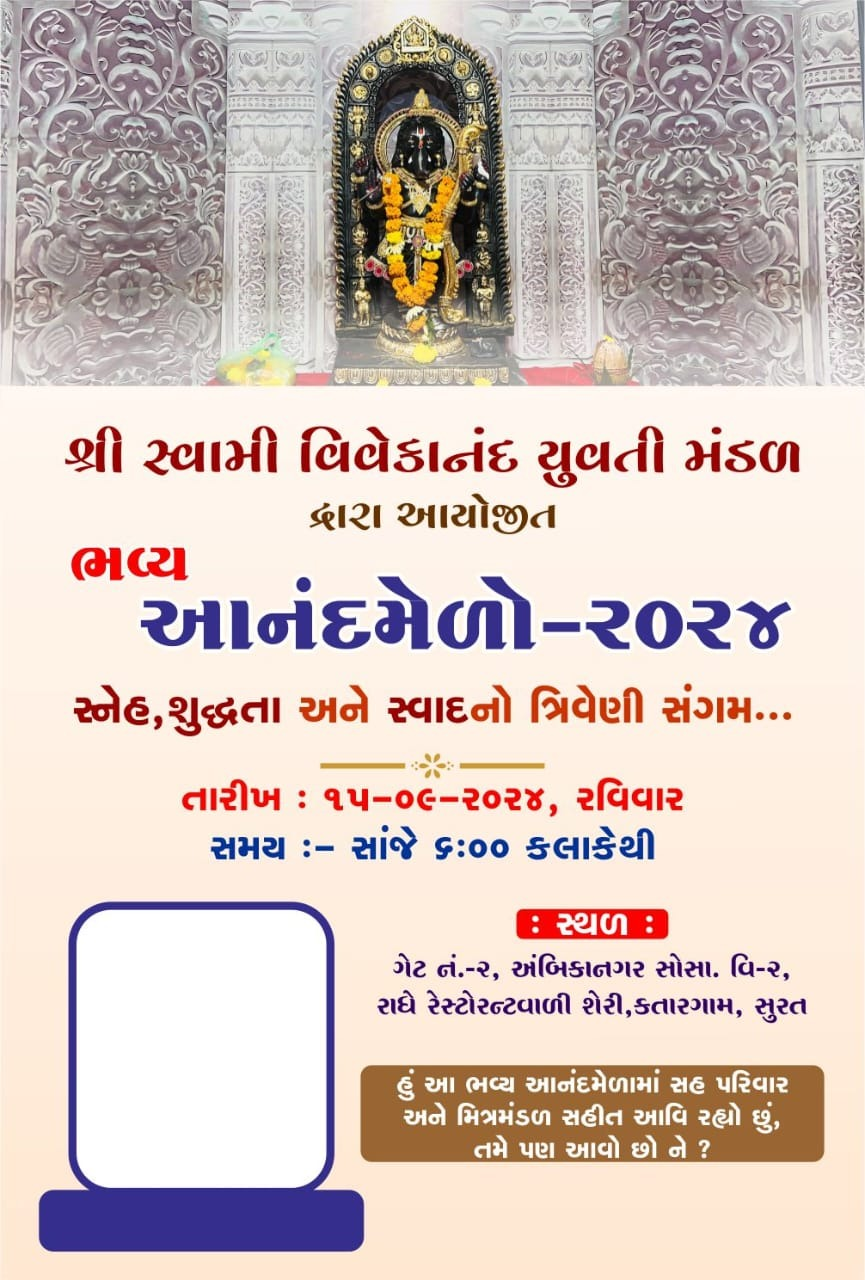 શ્રી સ્વામી વિવેકાનંદ યુવતી મંડળ
દ્વારા આયોજીત
ભવ્ય
આનંદમેળો-૨૦૨૪
સ્નેહ,શુદ્ધતા અને સ્વાદનો ત્રિવેણી સંગમ...
તારીખ : ૧૫-૦૯-૨૦૨૪, રવિવાર
સમય :- સાંજે ૬:૦૦ કલાકેથી
: સ્થળ :
ગેટ નં.-૨, અંબિકાનગર સોસા. વિ-૨,
રાધે રેસ્ટોરન્ટવાળી શેરી,કતારગામ, સુરત
હું આ ભવ્ય આનંદમેળામાં સહ પરિવાર
અને મિત્રમંડળ સહીત આવિ રહ્યો છું,
તમે પણ આવો છો ને ?